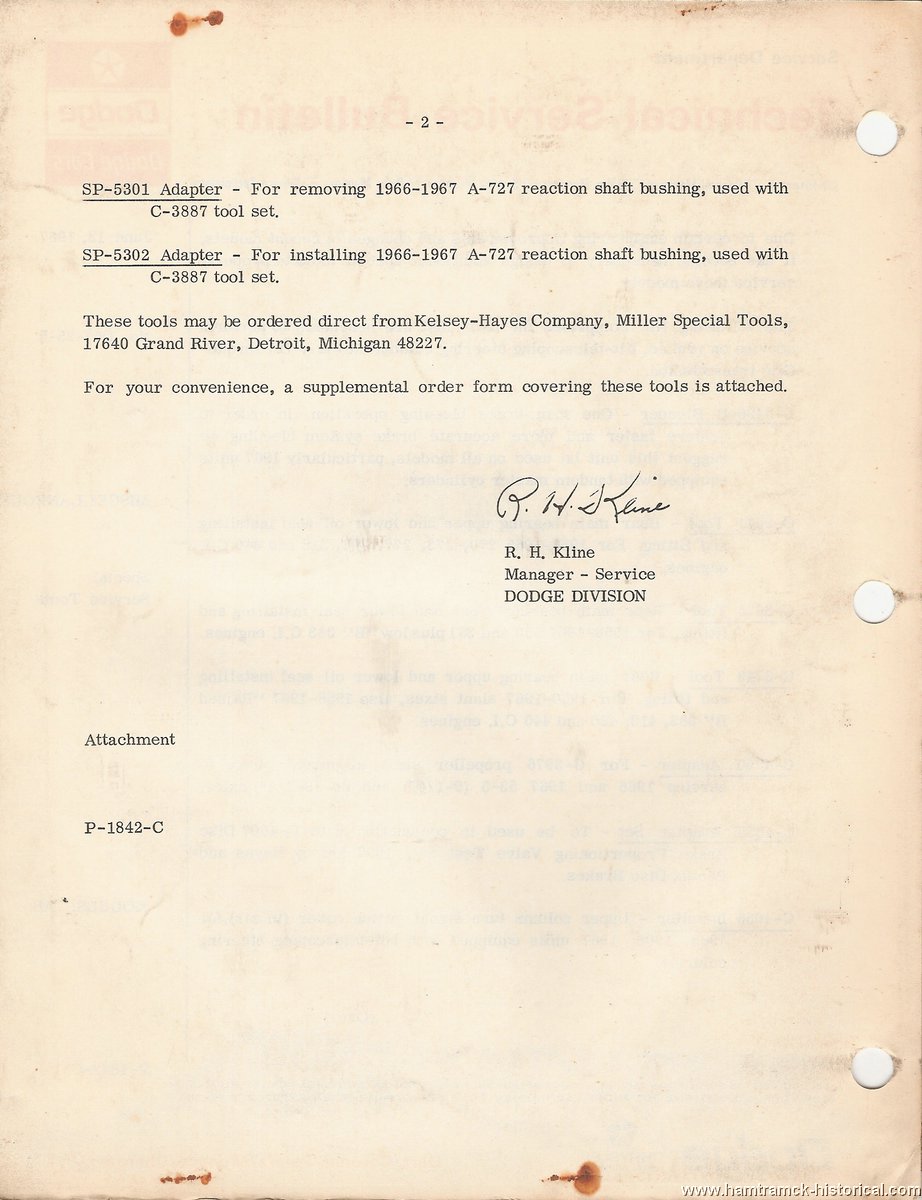 - 2 -
SP-5301 Adapter - For removing 1966-1967 A-727 reaction shaft bushing, used with
C-3887 tool set.
SP-5302 Adapter - For installing 1966-1967 A-727 reaction shaft bushing, used with
C-3887 tool set.
These tools may be ordered direct from Kelsey-Hayes Company, Miller Special Tools,
17640 Grand River, Detroit, Michigan 48227.
For your convenience, a supplemental order form covering these tools is attached.
R. H. Kline
R. H. Kline
Manager - Service
DODGE DIVISION
Attachment
P-1842-C
www.hamtramck-historical.com